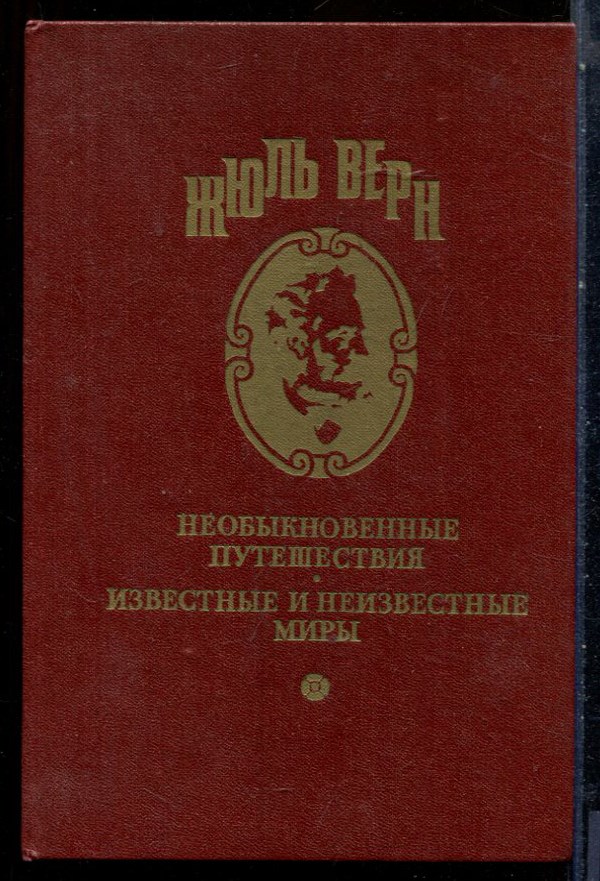 ЖЮЛЬ ВЕРН
НЕОБЫКНОВЕННЫЕ
ПУТЕШЕСТВИЯ
•
ИЗВЕСТНЫЕ И НЕИЗВЕСТНЫЕ
МИРЫ